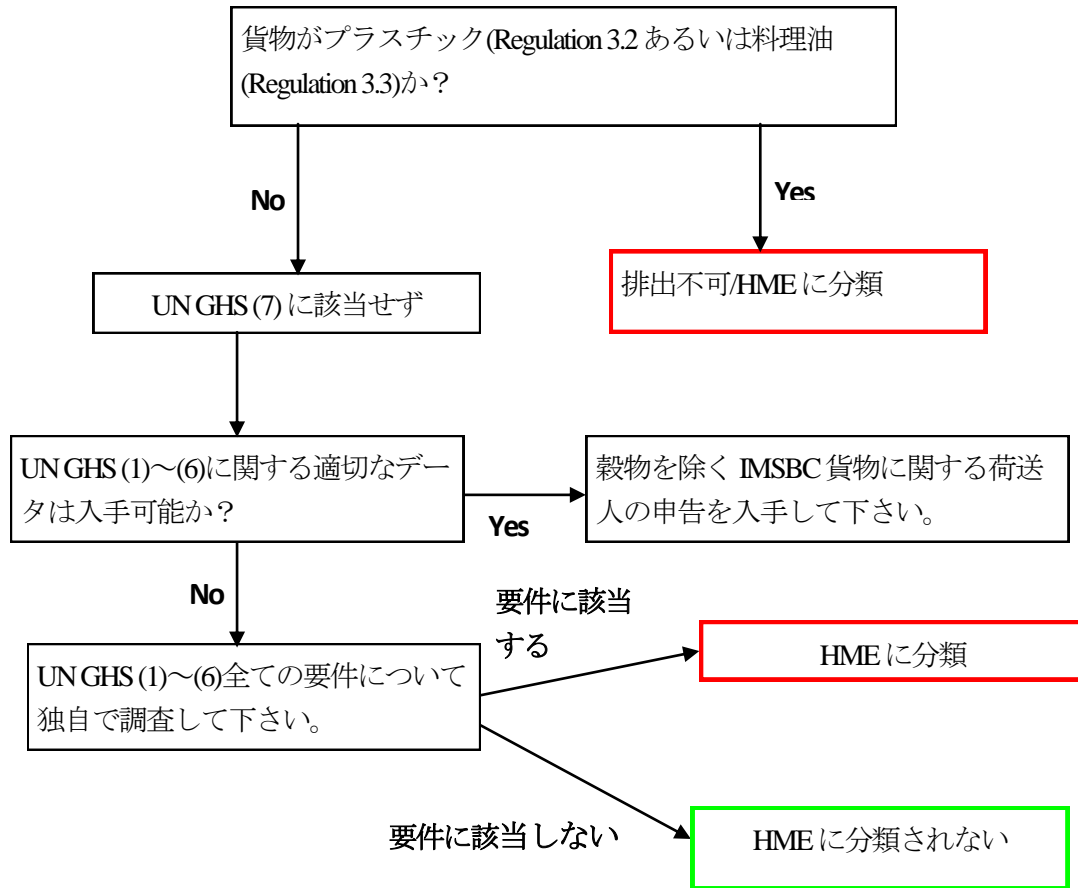 貨物がプラスチック(Regulation 3.2 あるいは料理油
(Regulation 3.3)か？
No
Yes
UN GHS (7) に該当せず
排出不可/HME に分類
UN GHS (1)～(6)に関する適切なデー
タは入手可能か？
Yes
穀物を除く IMSBC 貨物に関する荷送
人の申告を入手して下さい。
No
要件に該当
する
UN GHS (1)～(6)全ての要件について
独自で調査して下さい。
HME に分類
要件に該当しない
HME に分類されない